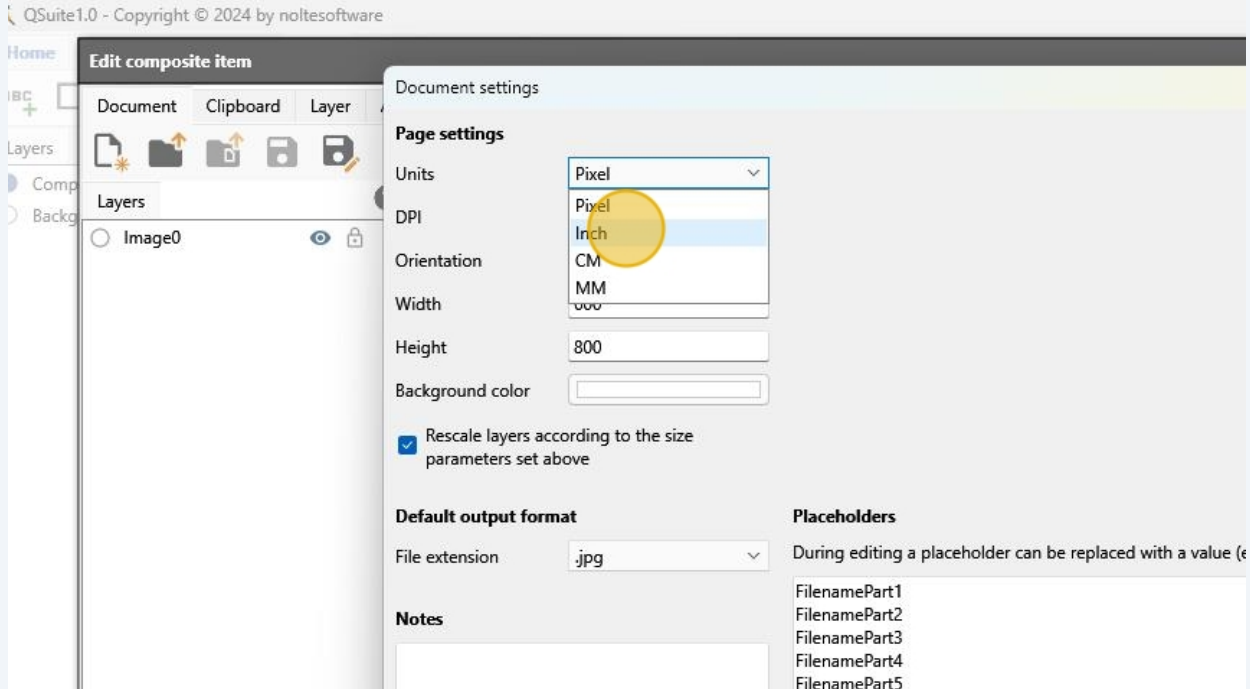 QSuite1.0 - Copyright © 2024 by noltesoftware
Home
Edit composite item
Document settings
Document Clipboard Layer
Page settings
Layers
Units Pixel
Comp
Pixel
Layers
Backg
DPI
Inch
Image0
Orientation
CM
MM
Width
Height 800
Background color
Rescale layers according to the size
parameters set above
Default output format
Placeholders
File extension .jpg
During editing a placeholder can be replaced with a value (e
FilenamePart1
Notes
FilenamePart2
FilenamePart3
FilenamePart4
FilenamePart5